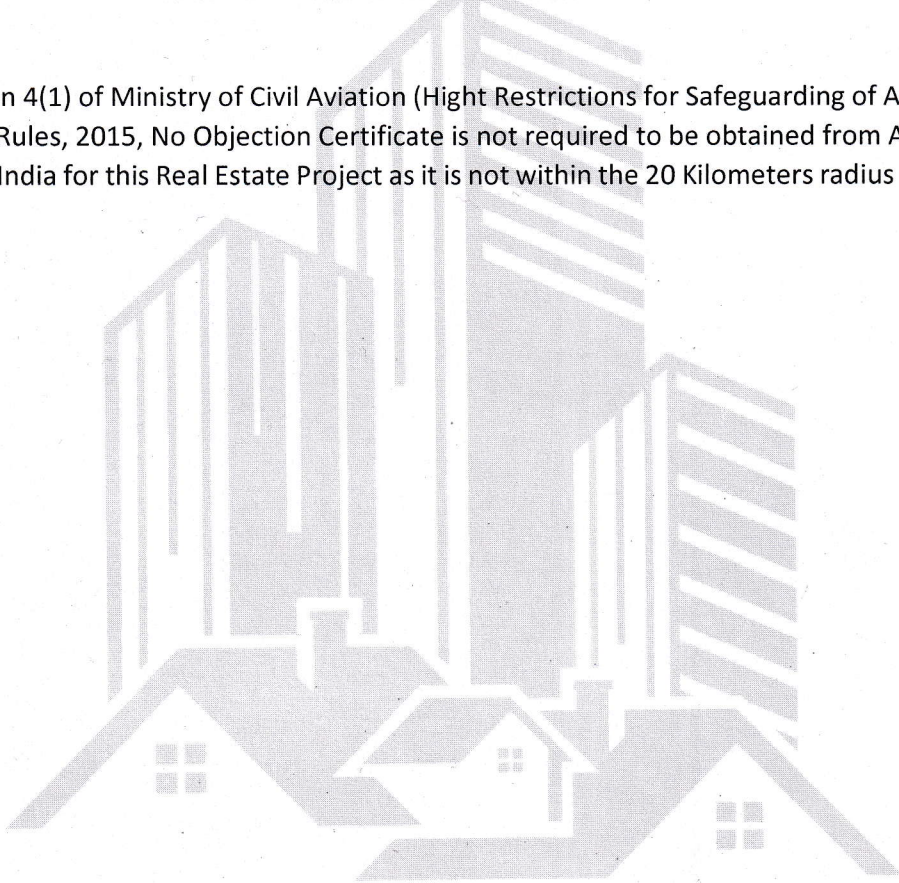 n 4(1) of Ministry of Civil Aviation (Hight Restrictions for Safeguarding of A
Rules, 2015, No Objection Certificate is not required to be obtained from A
India for this Real Estate Project as it is not within the 20 Kilometers radius